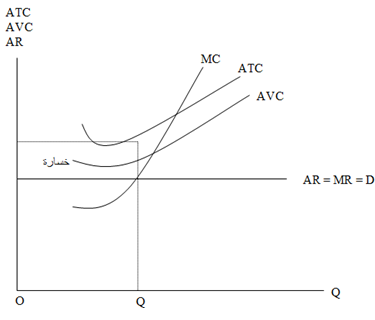 ATC
AVC
AR
MC
ATC
AVC
خسارة
AR = MR = D
O
Q
Q